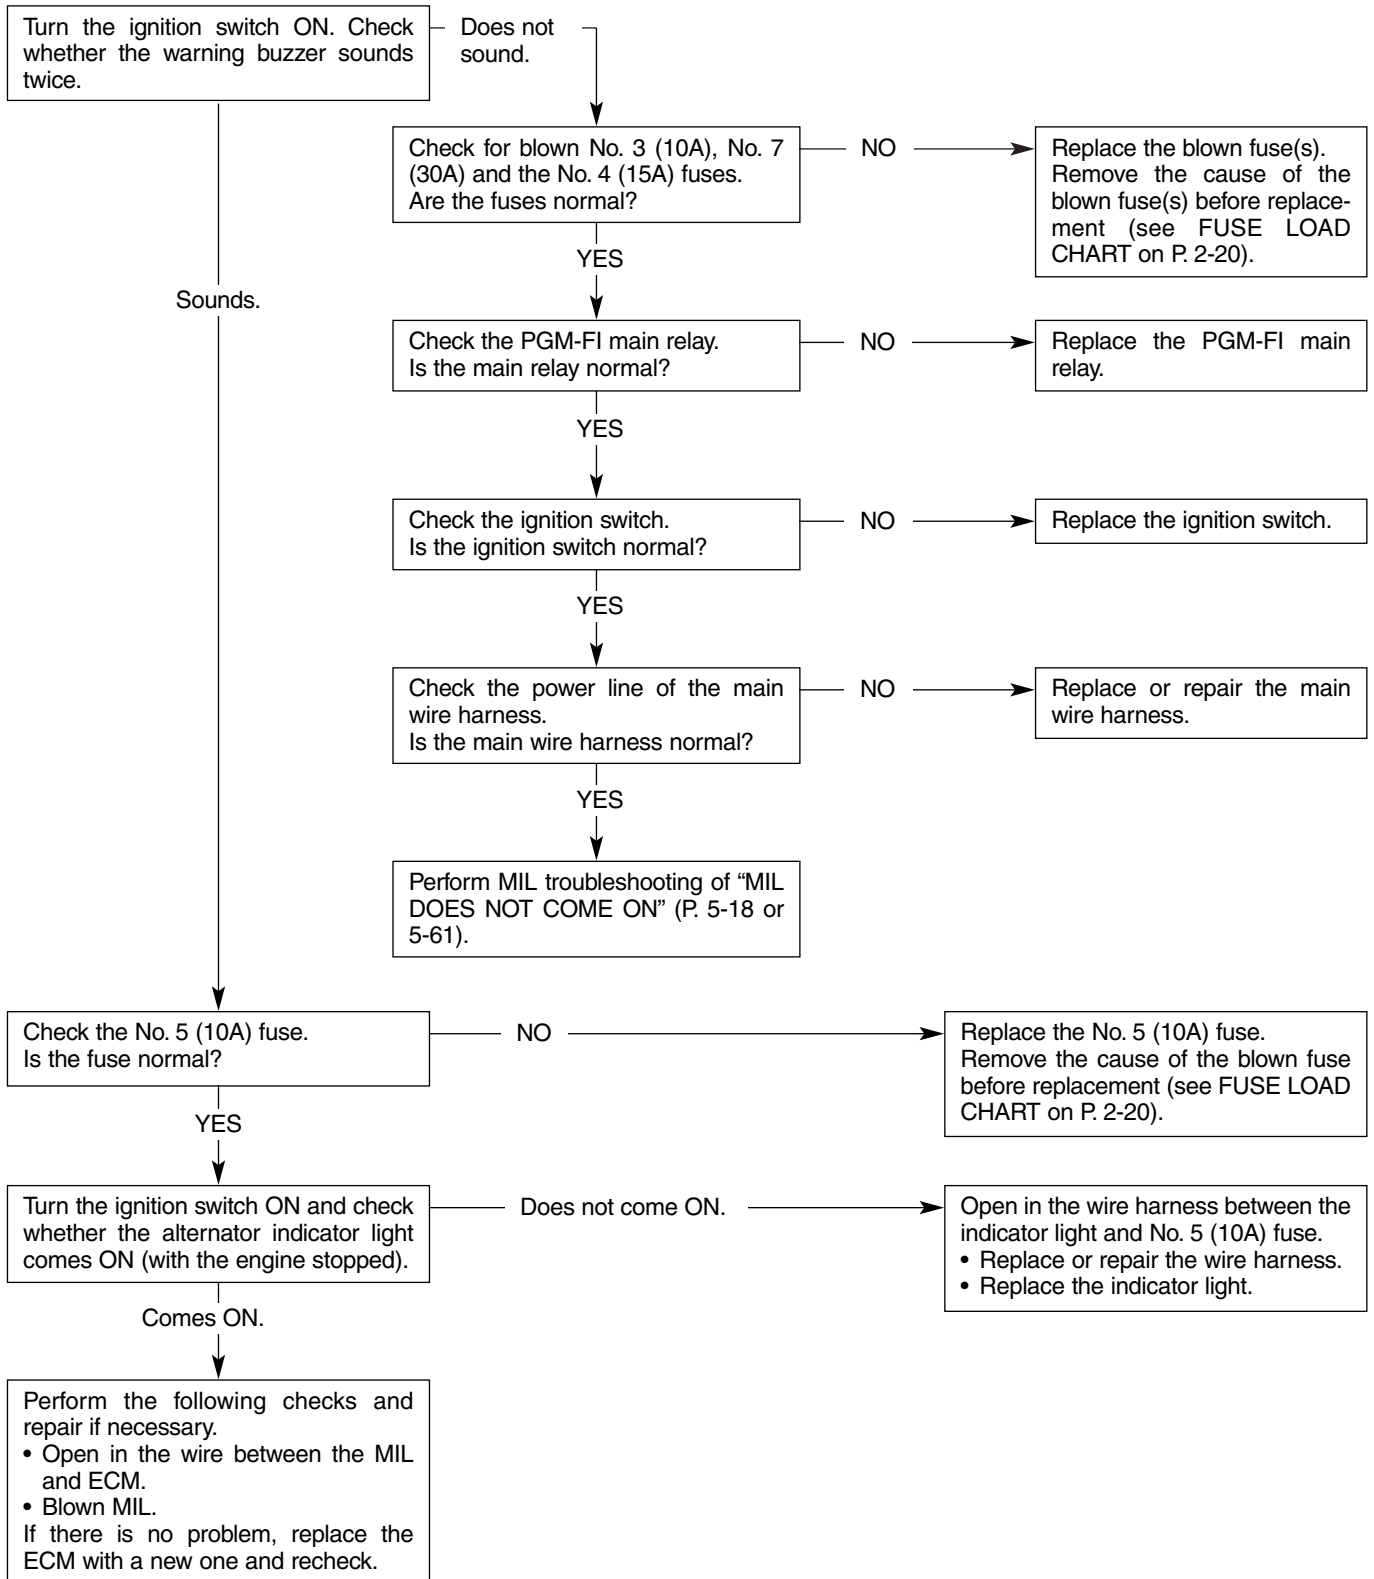 Turn the ignition switch ON. Check
whether the warning buzzer sounds
twice.
Does not
sound.
Check for blown No. 3 (10A), No. 7
(30A) and the No. 4 (15A) fuses.
Are the fuses normal?
NO
Replace the blown fuse(s).
Remove the cause of the
blown fuse(s) before replace-
ment (see FUSE LOAD
CHART on P. 2-20).
YES
Sounds.
Check the PGM-FI main relay.
Is the main relay normal?
NO
Replace the PGM-FI main
relay.
YES
Check the ignition switch.
Is the ignition switch normal?
NO
Replace the ignition switch.
YES
Check the power line of the main
wire harness.
Is the main wire harness normal?
NO
Replace or repair the main
wire harness.
YES
Perform MIL troubleshooting of “MIL
DOES NOT COME ON” (P. 5-18 or
5-61).
Check the No. 5 (10A) fuse.
Is the fuse normal?
NO
Replace the No. 5 (10A) fuse.
Remove the cause of the blown fuse
before replacement (see FUSE LOAD
CHART on P. 2-20).
YES
Turn the ignition switch ON and check
whether the alternator indicator light
comes ON (with the engine stopped).
Does not come ON.
Open in the wire harness between the
indicator light and No. 5 (10A) fuse.
• Replace or repair the wire harness.
• Replace the indicator light.
Comes ON.
Perform the following checks and
repair if necessary.
• Open in the wire between the MIL
and ECM.
• Blown MIL.
If there is no problem, replace the
ECM with a new one and recheck.